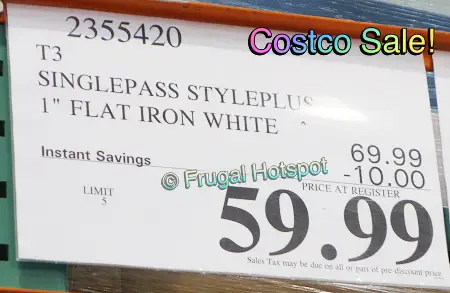 2355420
Costco Sale!
T3
SINGLEPASS STYLEPLUS
1" FLAT IRON WHITE
69.99
Instant Savings -10.00
© Frugal Hotspot
PRICE AT REGISTER
LIMIT
5
59.99
Sales Tax may be due on all or part of pre-discount price